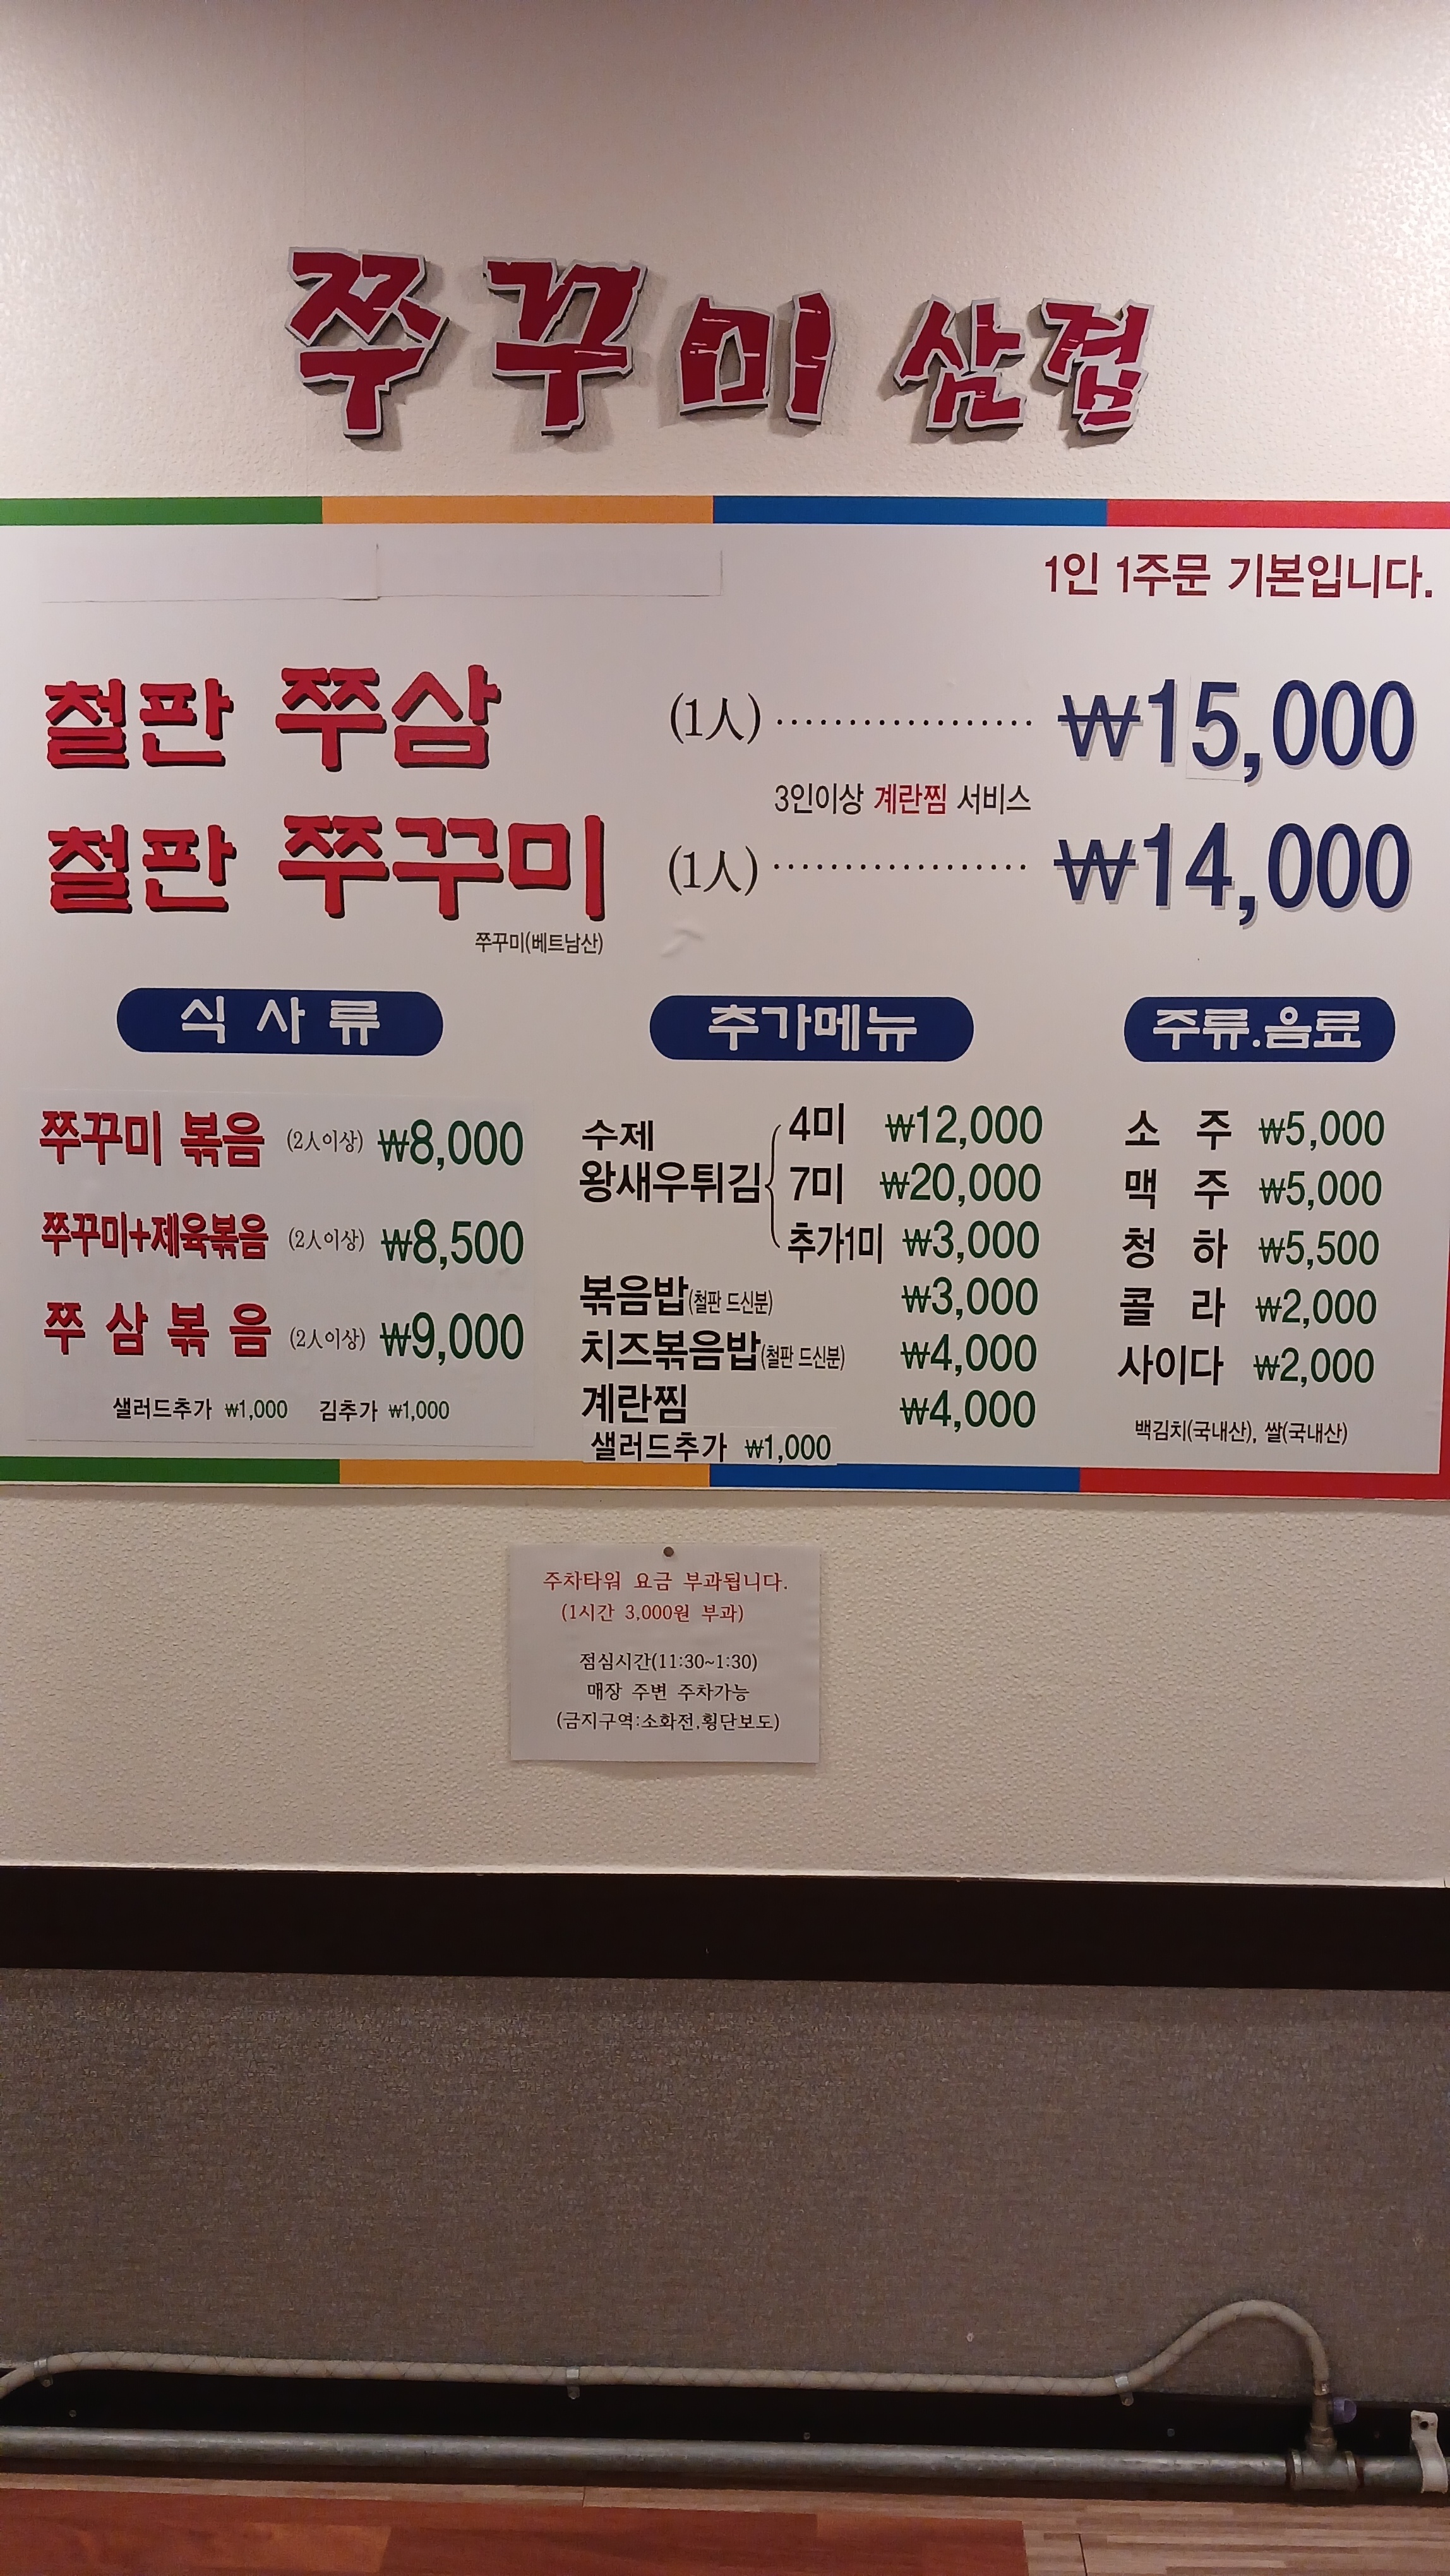 쭈꾸미 삼겹
1인 1주문 기본입니다.
철판 쭈삼 (1人) ·················· ₩15,000
3인이상 계란찜 서비스
철판 쭈꾸미 (1人) ·················· ₩14,000
쭈꾸미(베트남산)
식사류
쭈꾸미 볶음 (2人이상) ₩8,000
쭈꾸미+제육볶음 (2人이상) ₩8,500
쭈삼볶음 (2人이상) ₩9,000
샐러드추가 ₩1,000 김추가 ₩1,000
추가메뉴
수제
왕새우튀김
4미 ₩12,000
7미 ₩20,000
추가1미 ₩3,000
볶음밥(철판 드신분) ₩3,000
치즈볶음밥(철판 드신분) ₩4,000
계란찜 ₩4,000
샐러드추가 ₩1,000
주류.음료
소 주 ₩5,000
맥 주 ₩5,000
청 하 ₩5,500
콜 라 ₩2,000
사이다 ₩2,000
백김치(국내산), 쌀(국내산)
주차타워 요금 부과됩니다.
(1시간 3,000원 부과)
점심시간(11:30~1:30)
매장 주변 주차가능
(금지구역:소화전,횡단보도)